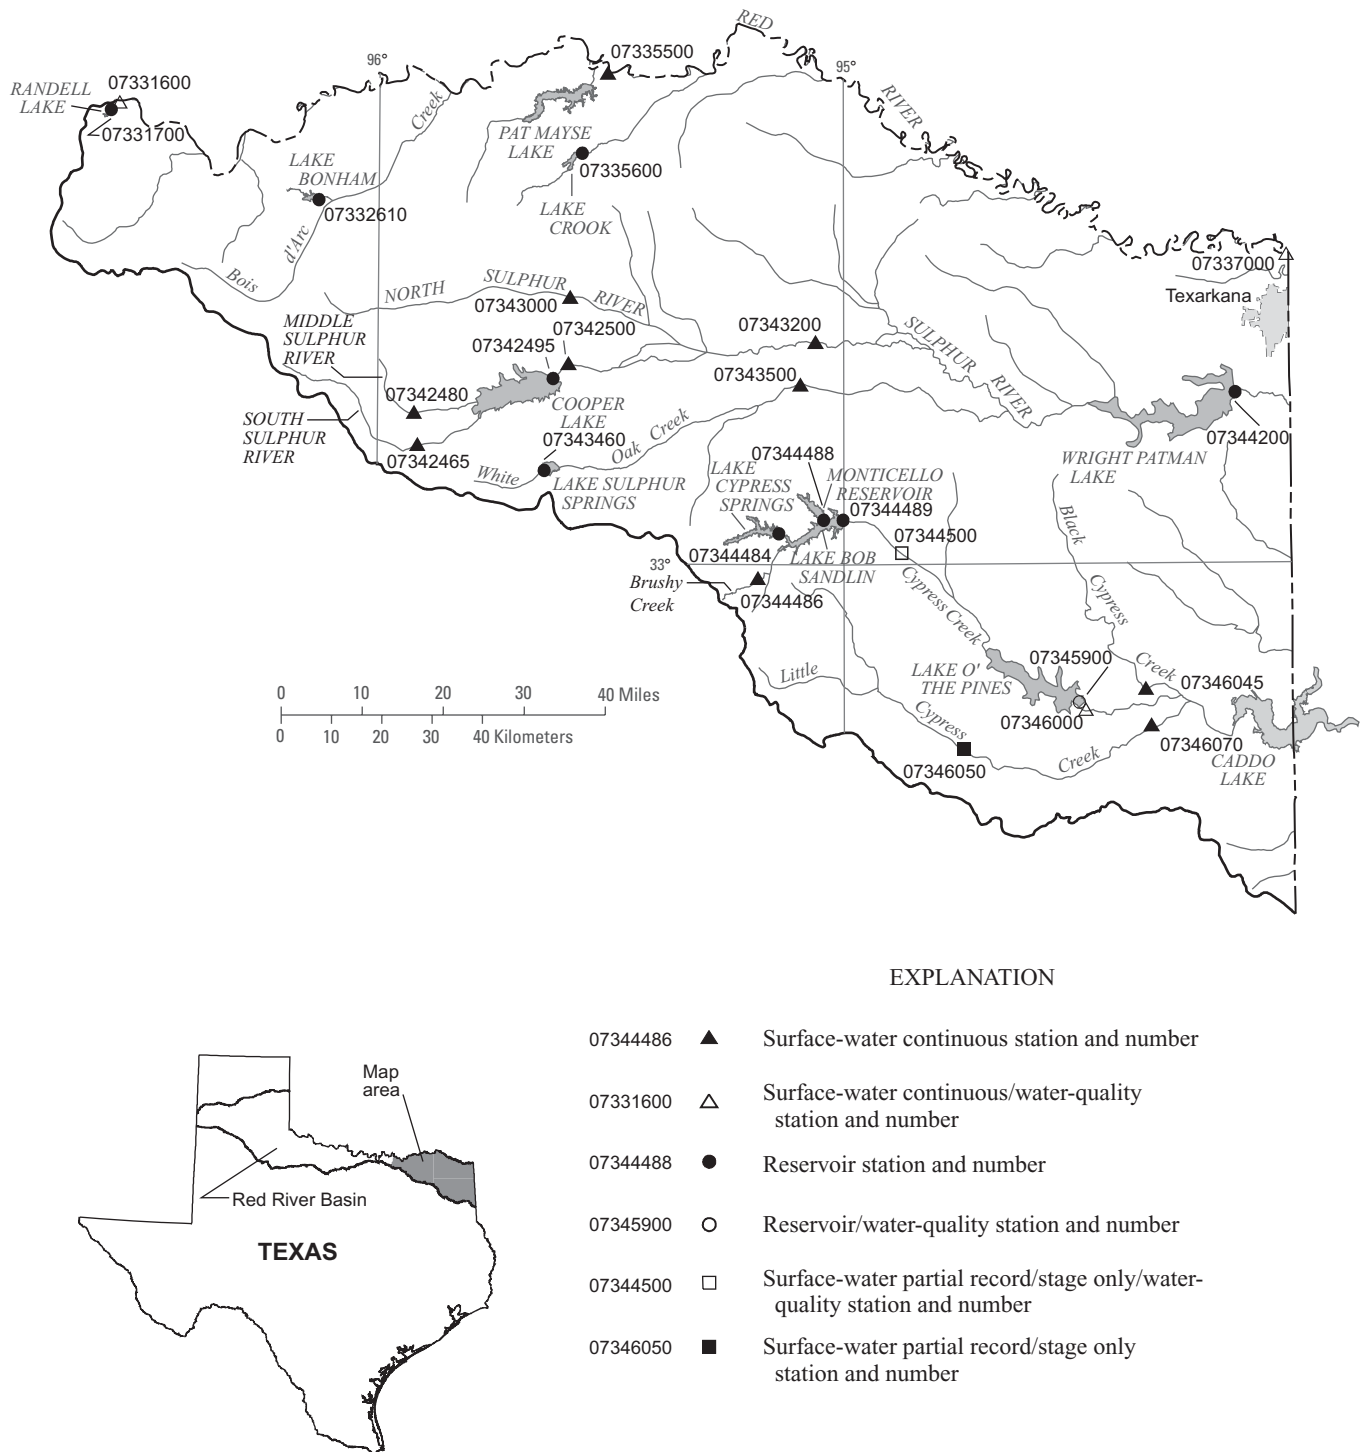 RED
07335500
96°
95°
07331600
RANDELL
LAKE
07331700
RIVER
Creek
PAT MAYSE
LAKE
LAKE
BONHAM
07335600
07332610
LAKE
CROOK
d'Arc
Bois
07337000
Texarkana
NORTH
SULPHUR
RIVER
07343000
MIDDLE
SULPHUR
RIVER
07342500
07343200
SULPHUR
RIVER
07342495
07343500
07342480
COOPER
LAKE
SOUTH
SULPHUR
RIVER
07343460
Oak Creek
07344200
07342465
White
LAKE SULPHUR
SPRINGS
07344488
LAKE
CYPRESS
SPRINGS
MONTICELLO
RESERVOIR
WRIGHT PATMAN
LAKE
07344489
07344500
Black
Cypress
Creek
07344484
33°
LAKE BOB
SANDLIN
Brushy
Creek
07344486
Cypress Creek
07345900
LAKE O'
THE PINES
Little
Cypress
Creek
07346045
07346000
07346070
07346050
CADDO
LAKE
0 10 20 30 40 Miles
0 10 20 30 40 Kilometers
EXPLANATION
07344486 Surface-water continuous station and number
07331600 Surface-water continuous/water-quality
station and number
07344488 Reservoir station and number
07345900 Reservoir/water-quality station and number
07344500 Surface-water partial record/stage only/water-
quality station and number
07346050 Surface-water partial record/stage only
station and number
Map
area
Red River Basin
TEXAS